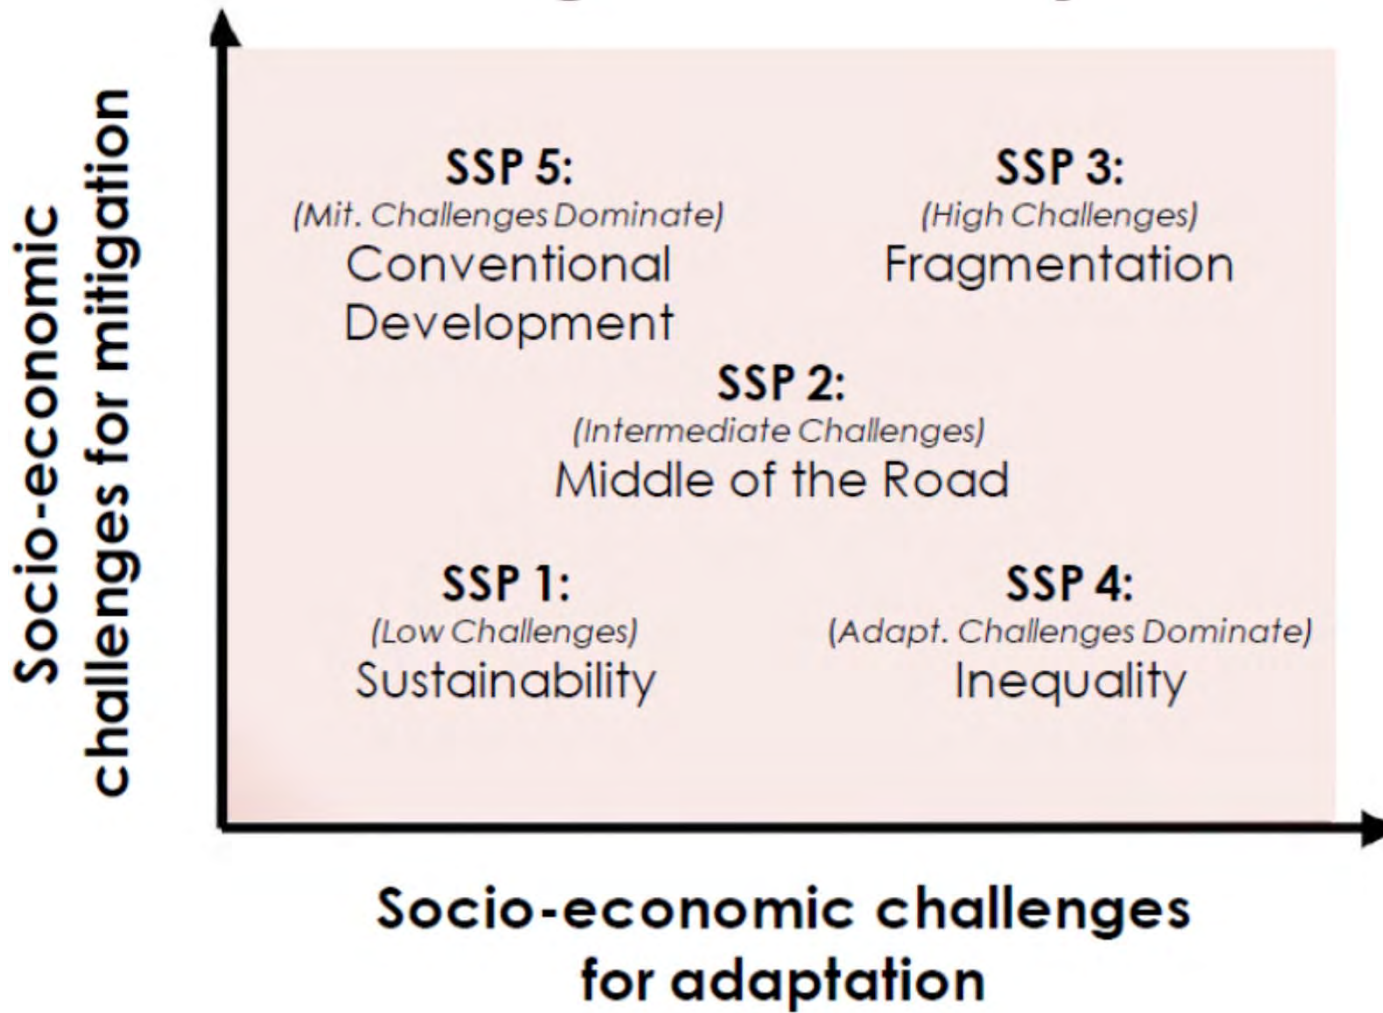 Socio-economic
challenges for mitigation
SSP 5:
(Mit. Challenges Dominate)
Conventional
Development
SSP 3:
(High Challenges)
Fragmentation
SSP 2:
(Intermediate Challenges)
Middle of the Road
SSP 1:
(Low Challenges)
Sustainability
SSP 4:
(Adapt. Challenges Dominate)
Inequality
Socio-economic challenges
for adaptation